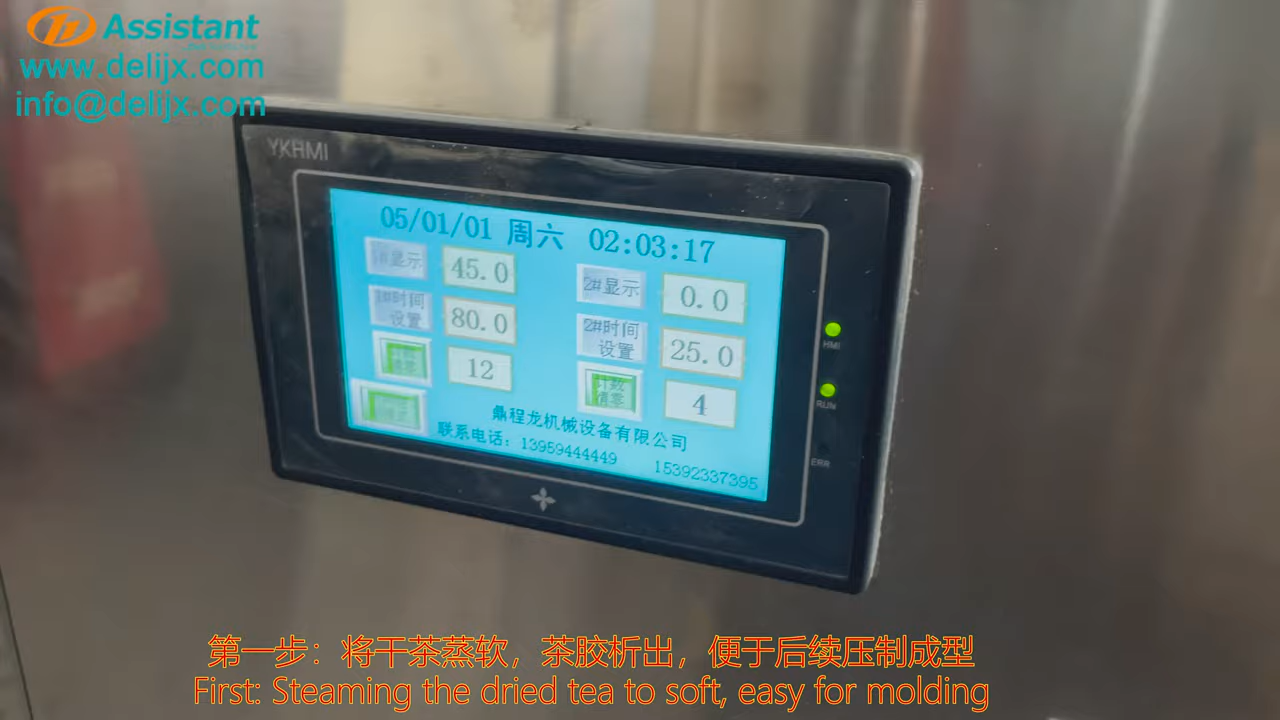 Assistant
www.delijx.com
info@delijx.com
YKHMI
05/01/01 周六 02:03:17
1#显示 45.0 2#显示 0.0
1#时间设置 80.0 2#时间设置 25.0
12 计数清零 4
鼎程龙机械设备有限公司
联系电话：13959444449 15392337395
HMI
RUN
ERR
第一步：将干茶蒸软，茶胶析出，便于后续压制成型
First: Steaming the dried tea to soft, easy for molding